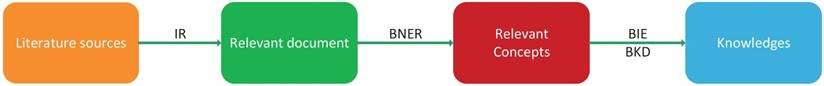 Literature sources
IR
Relevant document
BNER
Relevant
Concepts
BIE
BKD
Knowledges